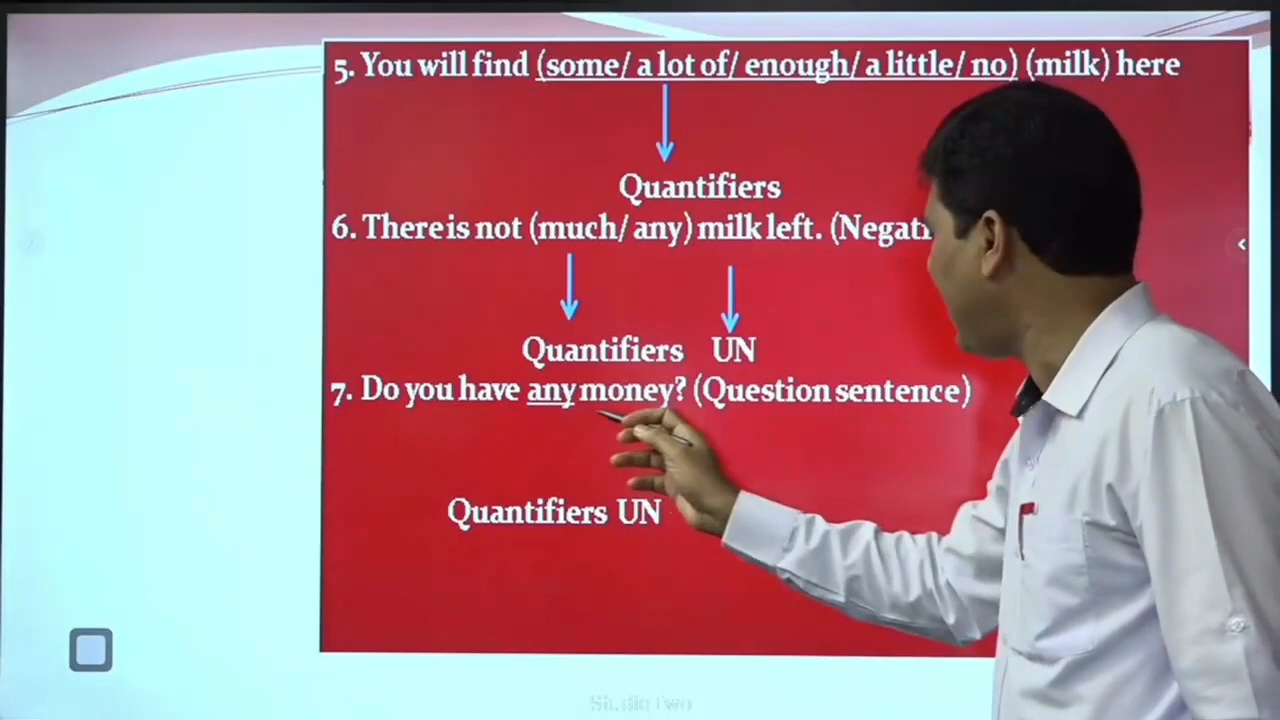 5. You will find (some/ a lot of/ enough/ a little/ no) (milk) here
Quantifiers
6. There is not (much/ any) milk left. (Negati
Quantifiers UN
7. Do you have any money? (Question sentence)
Quantifiers UN